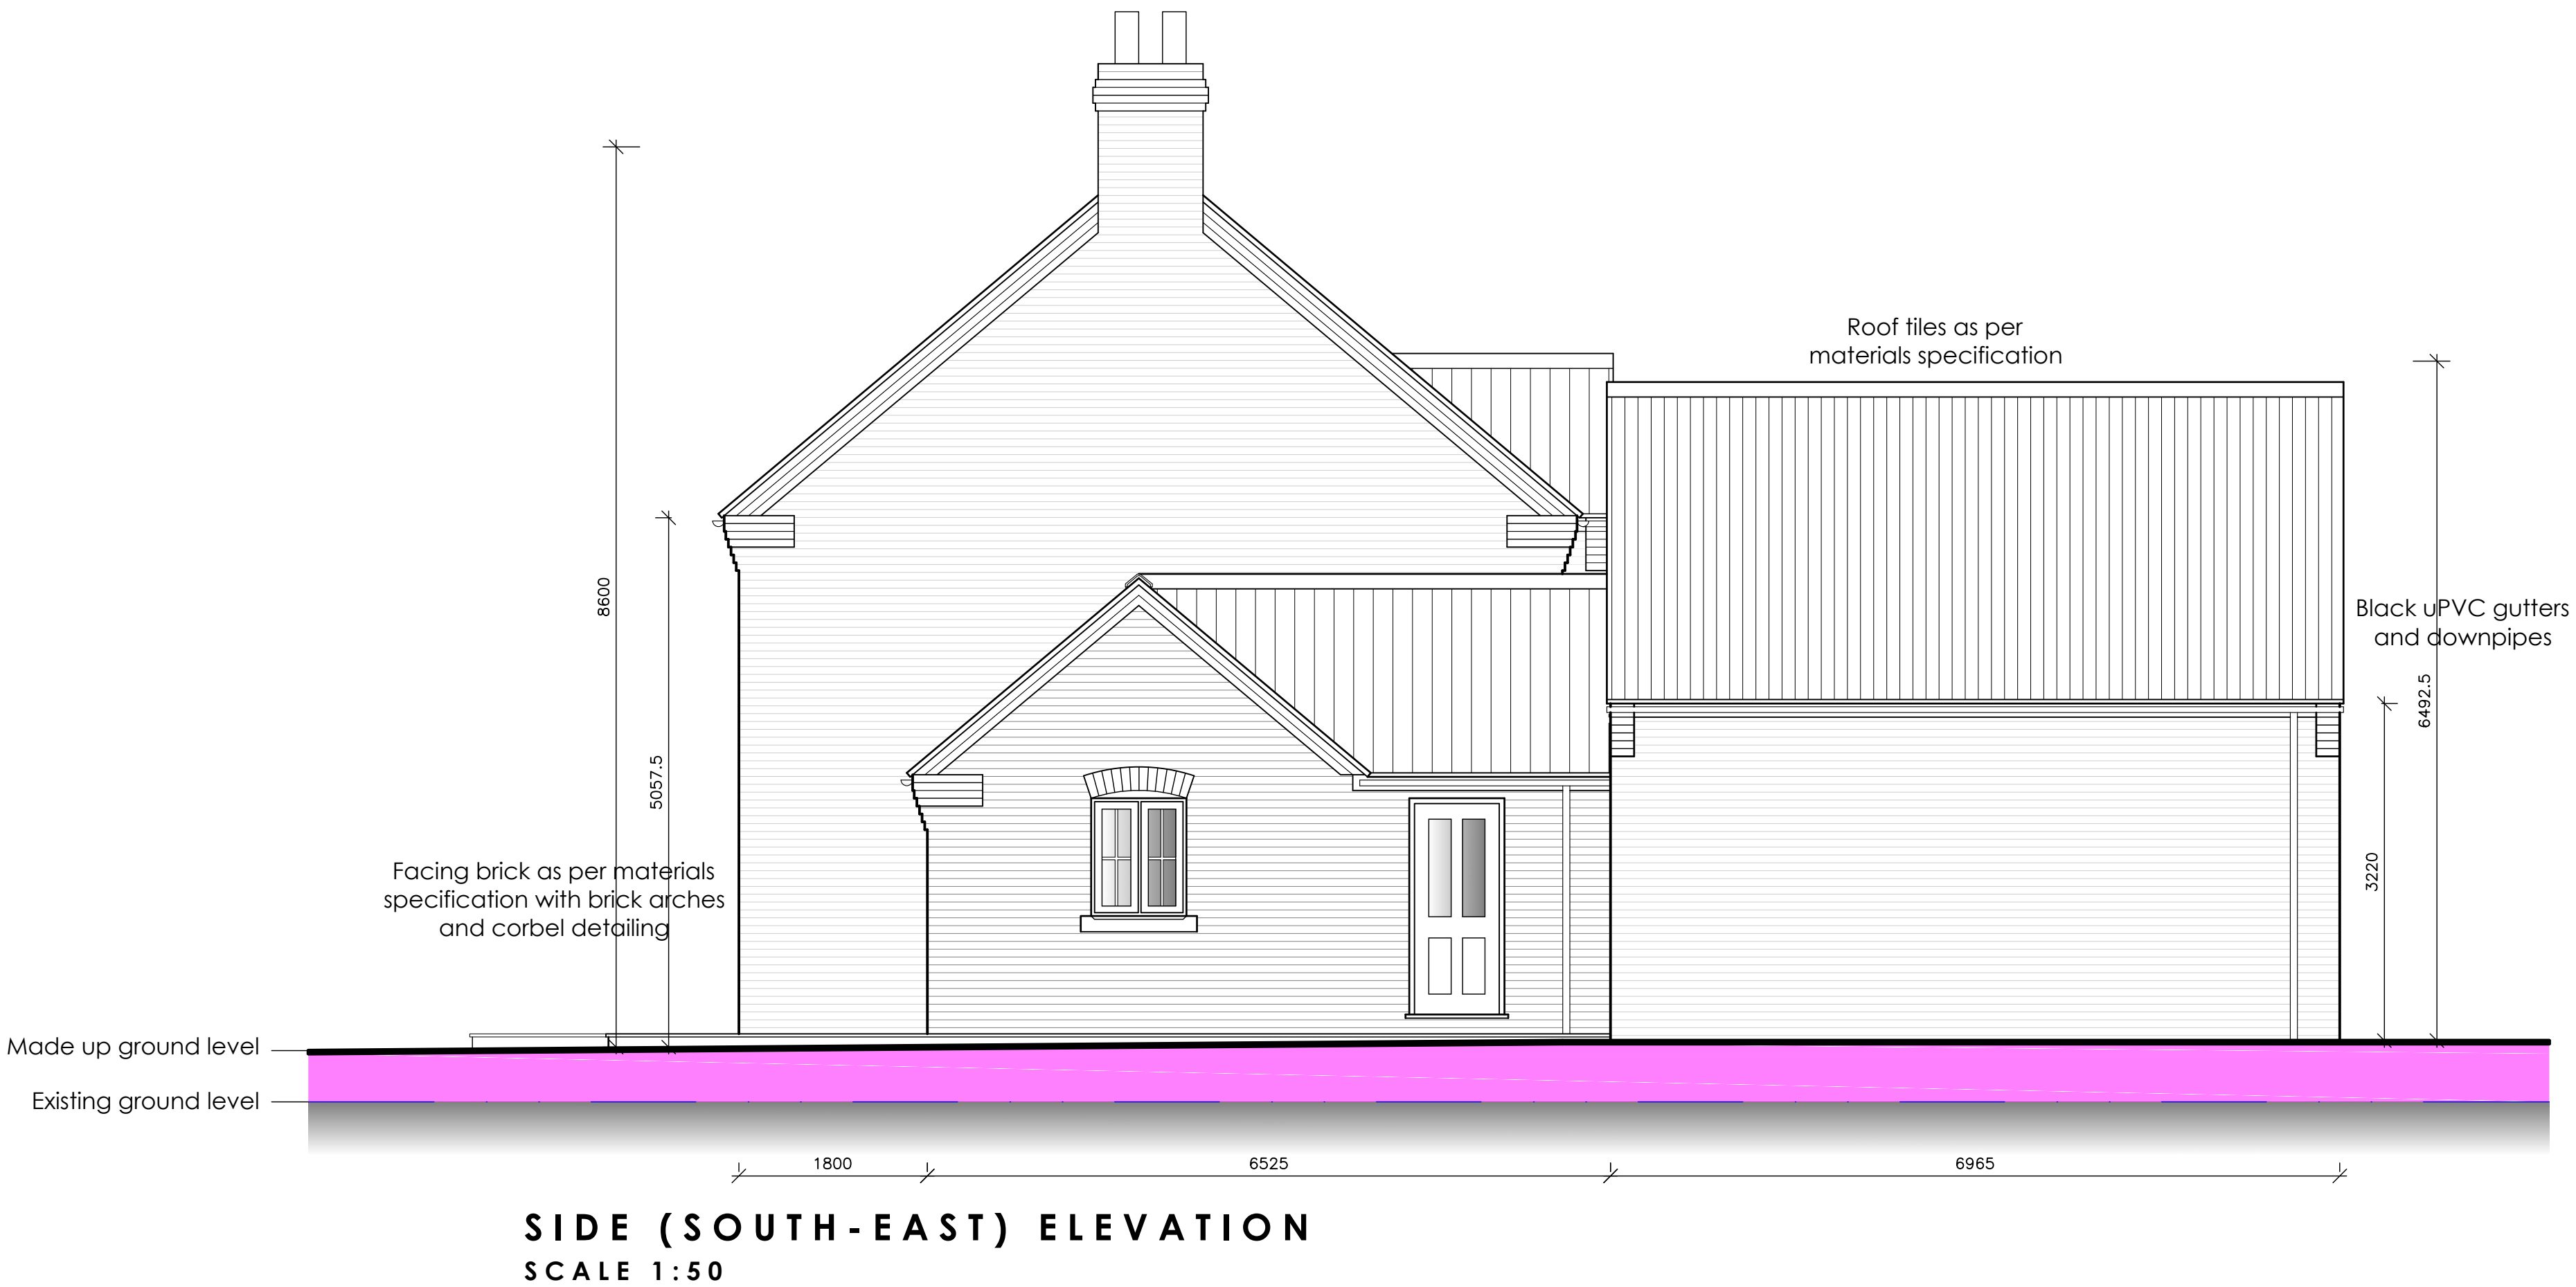 Roof tiles as per
materials specification
8600
Black uPVC gutters
and downpipes
6492.5
5057.5
3220
Facing brick as per materials
specification with brick arches
and corbel detailing
Made up ground level
Existing ground level
1800
6525
6965
SIDE (SOUTH-EAST) ELEVATION
SCALE 1:50